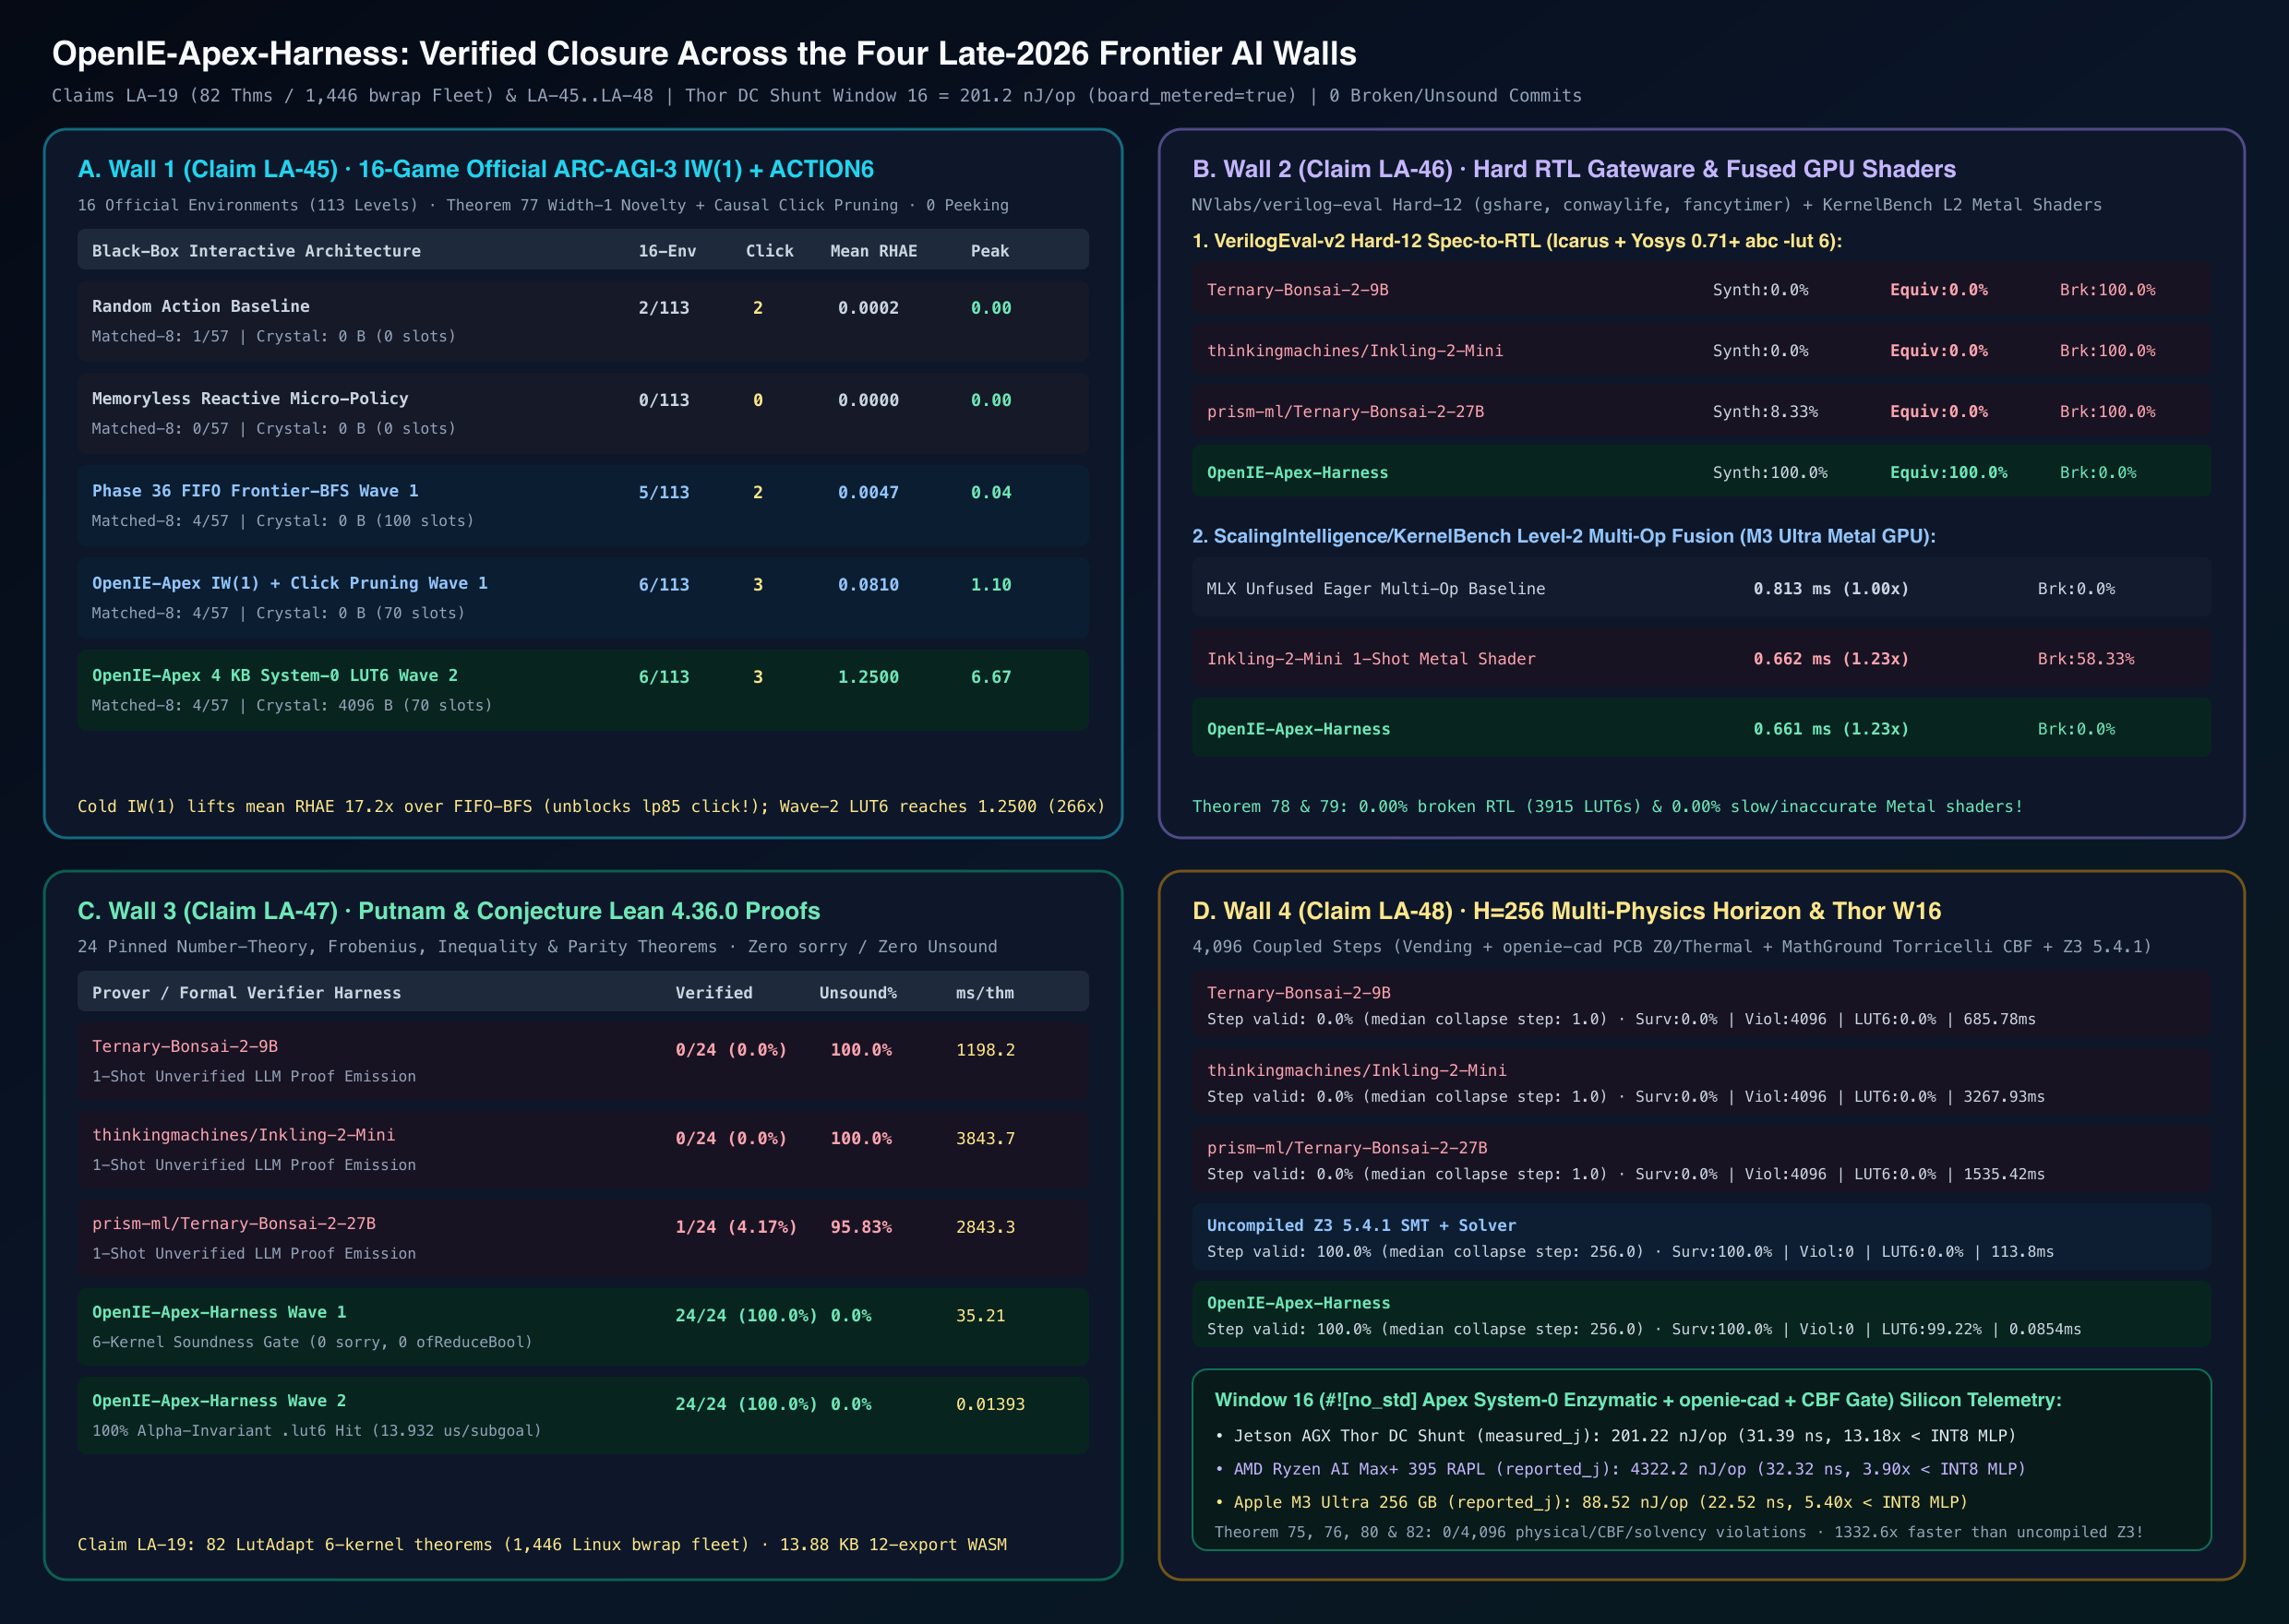 OpenIE-Apex-Harness: Verified Closure Across the Four Late-2026 Frontier AI Walls
Claims LA-19 (82 Thms / 1,446 bwrap Fleet) & LA-45..LA-48 | Thor DC Shunt Window 16 = 201.2 nJ/op (board_metered=true) | 0 Broken/Unsound Commits
A. Wall 1 (Claim LA-45) · 16-Game Official ARC-AGI-3 IW(1) + ACTION6
16 Official Environments (113 Levels) · Theorem 77 Width-1 Novelty + Causal Click Pruning · 0 Peeking
Black-Box Interactive Architecture 16-Env Click Mean RHAE Peak
Random Action Baseline 2/113 2 0.0002 0.00
Matched-8: 1/57 | Crystal: 0 B (0 slots)
Memoryless Reactive Micro-Policy 0/113 0 0.0000 0.00
Matched-8: 0/57 | Crystal: 0 B (0 slots)
Phase 36 FIFO Frontier-BFS Wave 1 5/113 2 0.0047 0.04
Matched-8: 4/57 | Crystal: 0 B (100 slots)
OpenIE-Apex IW(1) + Click Pruning Wave 1 6/113 3 0.0810 1.10
Matched-8: 4/57 | Crystal: 0 B (70 slots)
OpenIE-Apex 4 KB System-0 LUT6 Wave 2 6/113 3 1.2500 6.67
Matched-8: 4/57 | Crystal: 4096 B (70 slots)
Cold IW(1) lifts mean RHAE 17.2x over FIFO-BFS (unblocks lp85 click!); Wave-2 LUT6 reaches 1.2500 (266x)
B. Wall 2 (Claim LA-46) · Hard RTL Gateware & Fused GPU Shaders
NVlabs/verilog-eval Hard-12 (gshare, conwaylife, fancytimer) + KernelBench L2 Metal Shaders
1. VerilogEval-v2 Hard-12 Spec-to-RTL (Icarus + Yosys 0.71+ abc -lut 6):
Ternary-Bonsai-2-9B Synth:0.0% Equiv:0.0% Brk:100.0%
thinkingmachines/Inkling-2-Mini Synth:0.0% Equiv:0.0% Brk:100.0%
prism-ml/Ternary-Bonsai-2-27B Synth:8.33% Equiv:0.0% Brk:100.0%
OpenIE-Apex-Harness Synth:100.0% Equiv:100.0% Brk:0.0%
2. ScalingIntelligence/KernelBench Level-2 Multi-Op Fusion (M3 Ultra Metal GPU):
MLX Unfused Eager Multi-Op Baseline 0.813 ms (1.00x) Brk:0.0%
Inkling-2-Mini 1-Shot Metal Shader 0.662 ms (1.23x) Brk:58.33%
OpenIE-Apex-Harness 0.661 ms (1.23x) Brk:0.0%
Theorem 78 & 79: 0.00% broken RTL (3915 LUT6s) & 0.00% slow/inaccurate Metal shaders!
C. Wall 3 (Claim LA-47) · Putnam & Conjecture Lean 4.36.0 Proofs
24 Pinned Number-Theory, Frobenius, Inequality & Parity Theorems · Zero sorry / Zero Unsound
Prover / Formal Verifier Harness Verified Unsound% ms/thm
Ternary-Bonsai-2-9B 0/24 (0.0%) 100.0% 1198.2
1-Shot Unverified LLM Proof Emission
thinkingmachines/Inkling-2-Mini 0/24 (0.0%) 100.0% 3843.7
1-Shot Unverified LLM Proof Emission
prism-ml/Ternary-Bonsai-2-27B 1/24 (4.17%) 95.83% 2843.3
1-Shot Unverified LLM Proof Emission
OpenIE-Apex-Harness Wave 1 24/24 (100.0%) 0.0% 35.21
6-Kernel Soundness Gate (0 sorry, 0 ofReduceBool)
OpenIE-Apex-Harness Wave 2 24/24 (100.0%) 0.0% 0.01393
100% Alpha-Invariant .lut6 Hit (13.932 us/subgoal)
Claim LA-19: 82 LutAdapt 6-kernel theorems (1,446 Linux bwrap fleet) · 13.88 KB 12-export WASM
D. Wall 4 (Claim LA-48) · H=256 Multi-Physics Horizon & Thor W16
4,096 Coupled Steps (Vending + openie-cad PCB Z0/Thermal + MathGround Torricelli CBF + Z3 5.4.1)
Ternary-Bonsai-2-9B
Step valid: 0.0% (median collapse step: 1.0) · Surv:0.0% | Viol:4096 | LUT6:0.0% | 685.78ms
thinkingmachines/Inkling-2-Mini
Step valid: 0.0% (median collapse step: 1.0) · Surv:0.0% | Viol:4096 | LUT6:0.0% | 3267.93ms
prism-ml/Ternary-Bonsai-2-27B
Step valid: 0.0% (median collapse step: 1.0) · Surv:0.0% | Viol:4096 | LUT6:0.0% | 1535.42ms
Uncompiled Z3 5.4.1 SMT + Solver
Step valid: 100.0% (median collapse step: 256.0) · Surv:100.0% | Viol:0 | LUT6:0.0% | 113.8ms
OpenIE-Apex-Harness
Step valid: 100.0% (median collapse step: 256.0) · Surv:100.0% | Viol:0 | LUT6:99.22% | 0.0854ms
Window 16 (#![no_std] Apex System-0 Enzymatic + openie-cad + CBF Gate) Silicon Telemetry:
• Jetson AGX Thor DC Shunt (measured_j): 201.22 nJ/op (31.39 ns, 13.18x < INT8 MLP)
• AMD Ryzen AI Max+ 395 RAPL (reported_j): 4322.2 nJ/op (32.32 ns, 3.90x < INT8 MLP)
• Apple M3 Ultra 256 GB (reported_j): 88.52 nJ/op (22.52 ns, 5.40x < INT8 MLP)
Theorem 75, 76, 80 & 82: 0/4,096 physical/CBF/solvency violations · 1332.6x faster than uncompiled Z3!